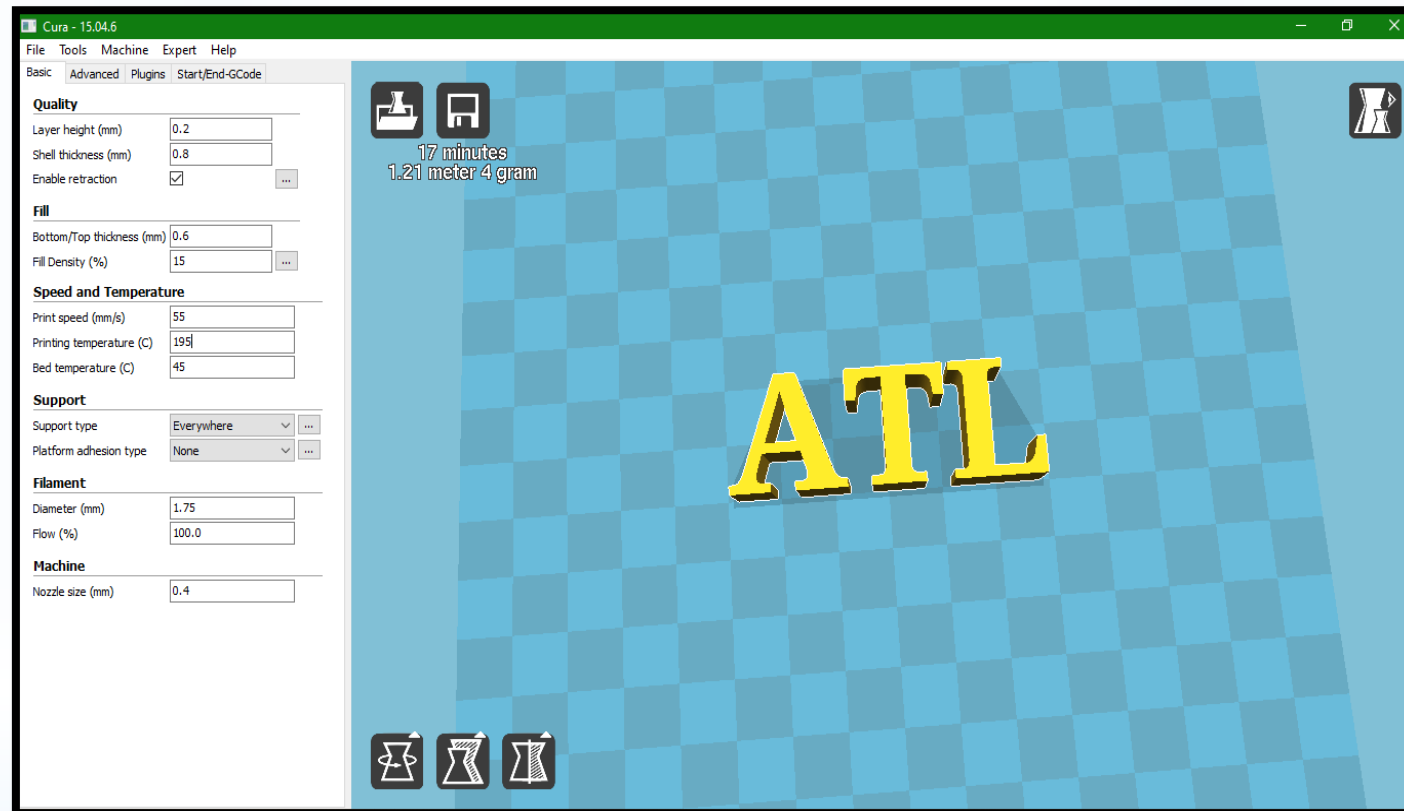 Cura - 15.04.6
File Tools Machine Expert Help
Basic Advanced Plugins Start/End-GCode
Quality
Layer height (mm) 0.2
Shell thickness (mm) 0.8
Enable retraction ...
Fill
Bottom/Top thickness (mm) 0.6
Fill Density (%) 15 ...
Speed and Temperature
Print speed (mm/s) 55
Printing temperature (C) 195
Bed temperature (C) 45
Support
Support type Everywhere ...
Platform adhesion type None ...
Filament
Diameter (mm) 1.75
Flow (%) 100.0
Machine
Nozzle size (mm) 0.4
17 minutes
1.21 meter 4 gram
ATL